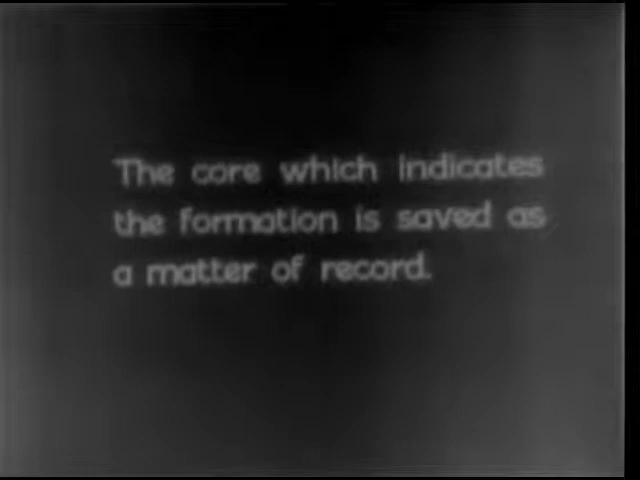 The core which indicates
the formation is saved as
a matter of record.